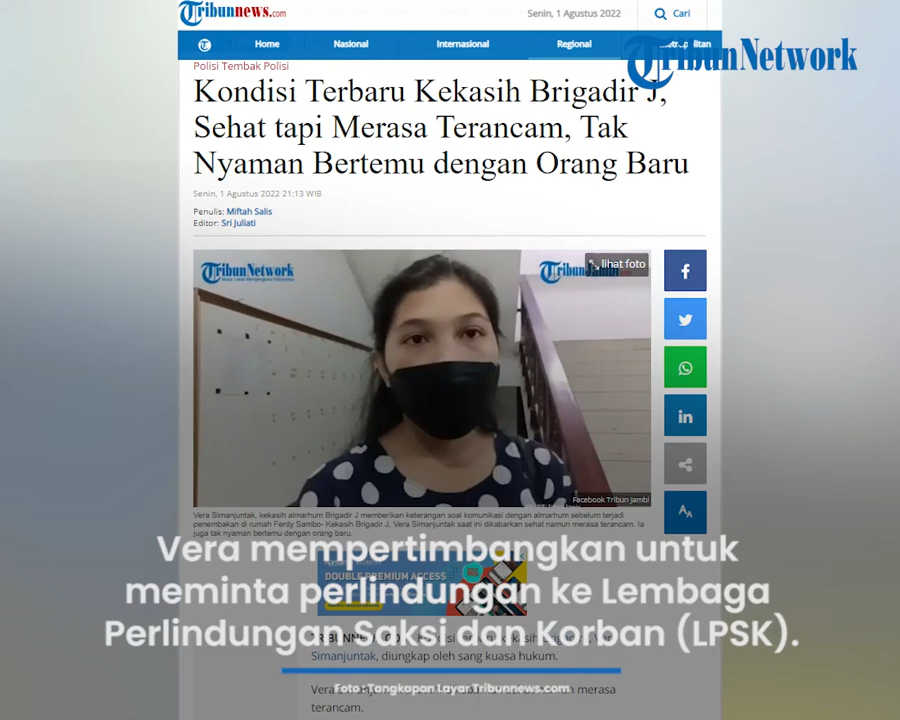 Tribunnews.com
Senin, 1 Agustus 2022
Cari
Home
Nasional
Internasional
Regional
TribunNetwork
Polisi Tembak Polisi
Kondisi Terbaru Kekasih Brigadir J,
Sehat tapi Merasa Terancam, Tak
Nyaman Bertemu dengan Orang Baru
Senin, 1 Agustus 2022 21:13 WIB
Penulis: Miftah Salis
Editor: Sri Juliati
TribunNetwork
lihat foto
Facebook Tribun Jambi
Vera Simanjuntak, kekasih almarhum Brigadir J memberikan keterangan soal komunikasi dengan almarhum sebelum terjadi
penembakan di rumah Ferdy Sambo- Kekasih Brigadir J, Vera Simanjuntak saat ini dikabarkan sehat namun merasa terancam. Ia
juga tak nyaman bertemu dengan orang baru.
Vera mempertimbangkan untuk
meminta perlindungan ke Lembaga
Perlindungan Saksi dan Korban (LPSK).
DOUBLE PREMIUM ACCESS
Simanjuntak, diungkap oleh sang kuasa hukum.
Foto: Tangkapan Layar Tribunnews.com
merasa
terancam.